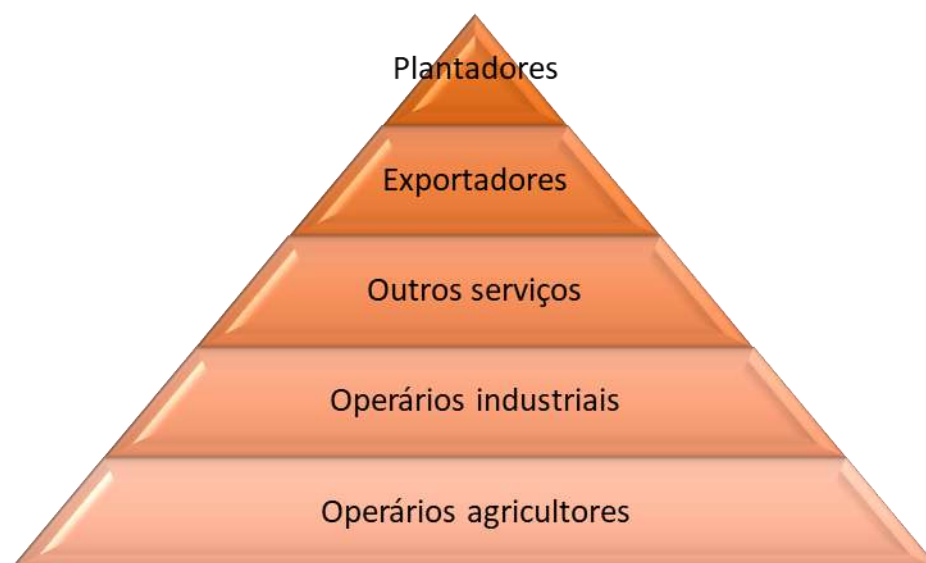 Plantadores
Exportadores
Outros serviços
Operários industriais
Operários agricultores